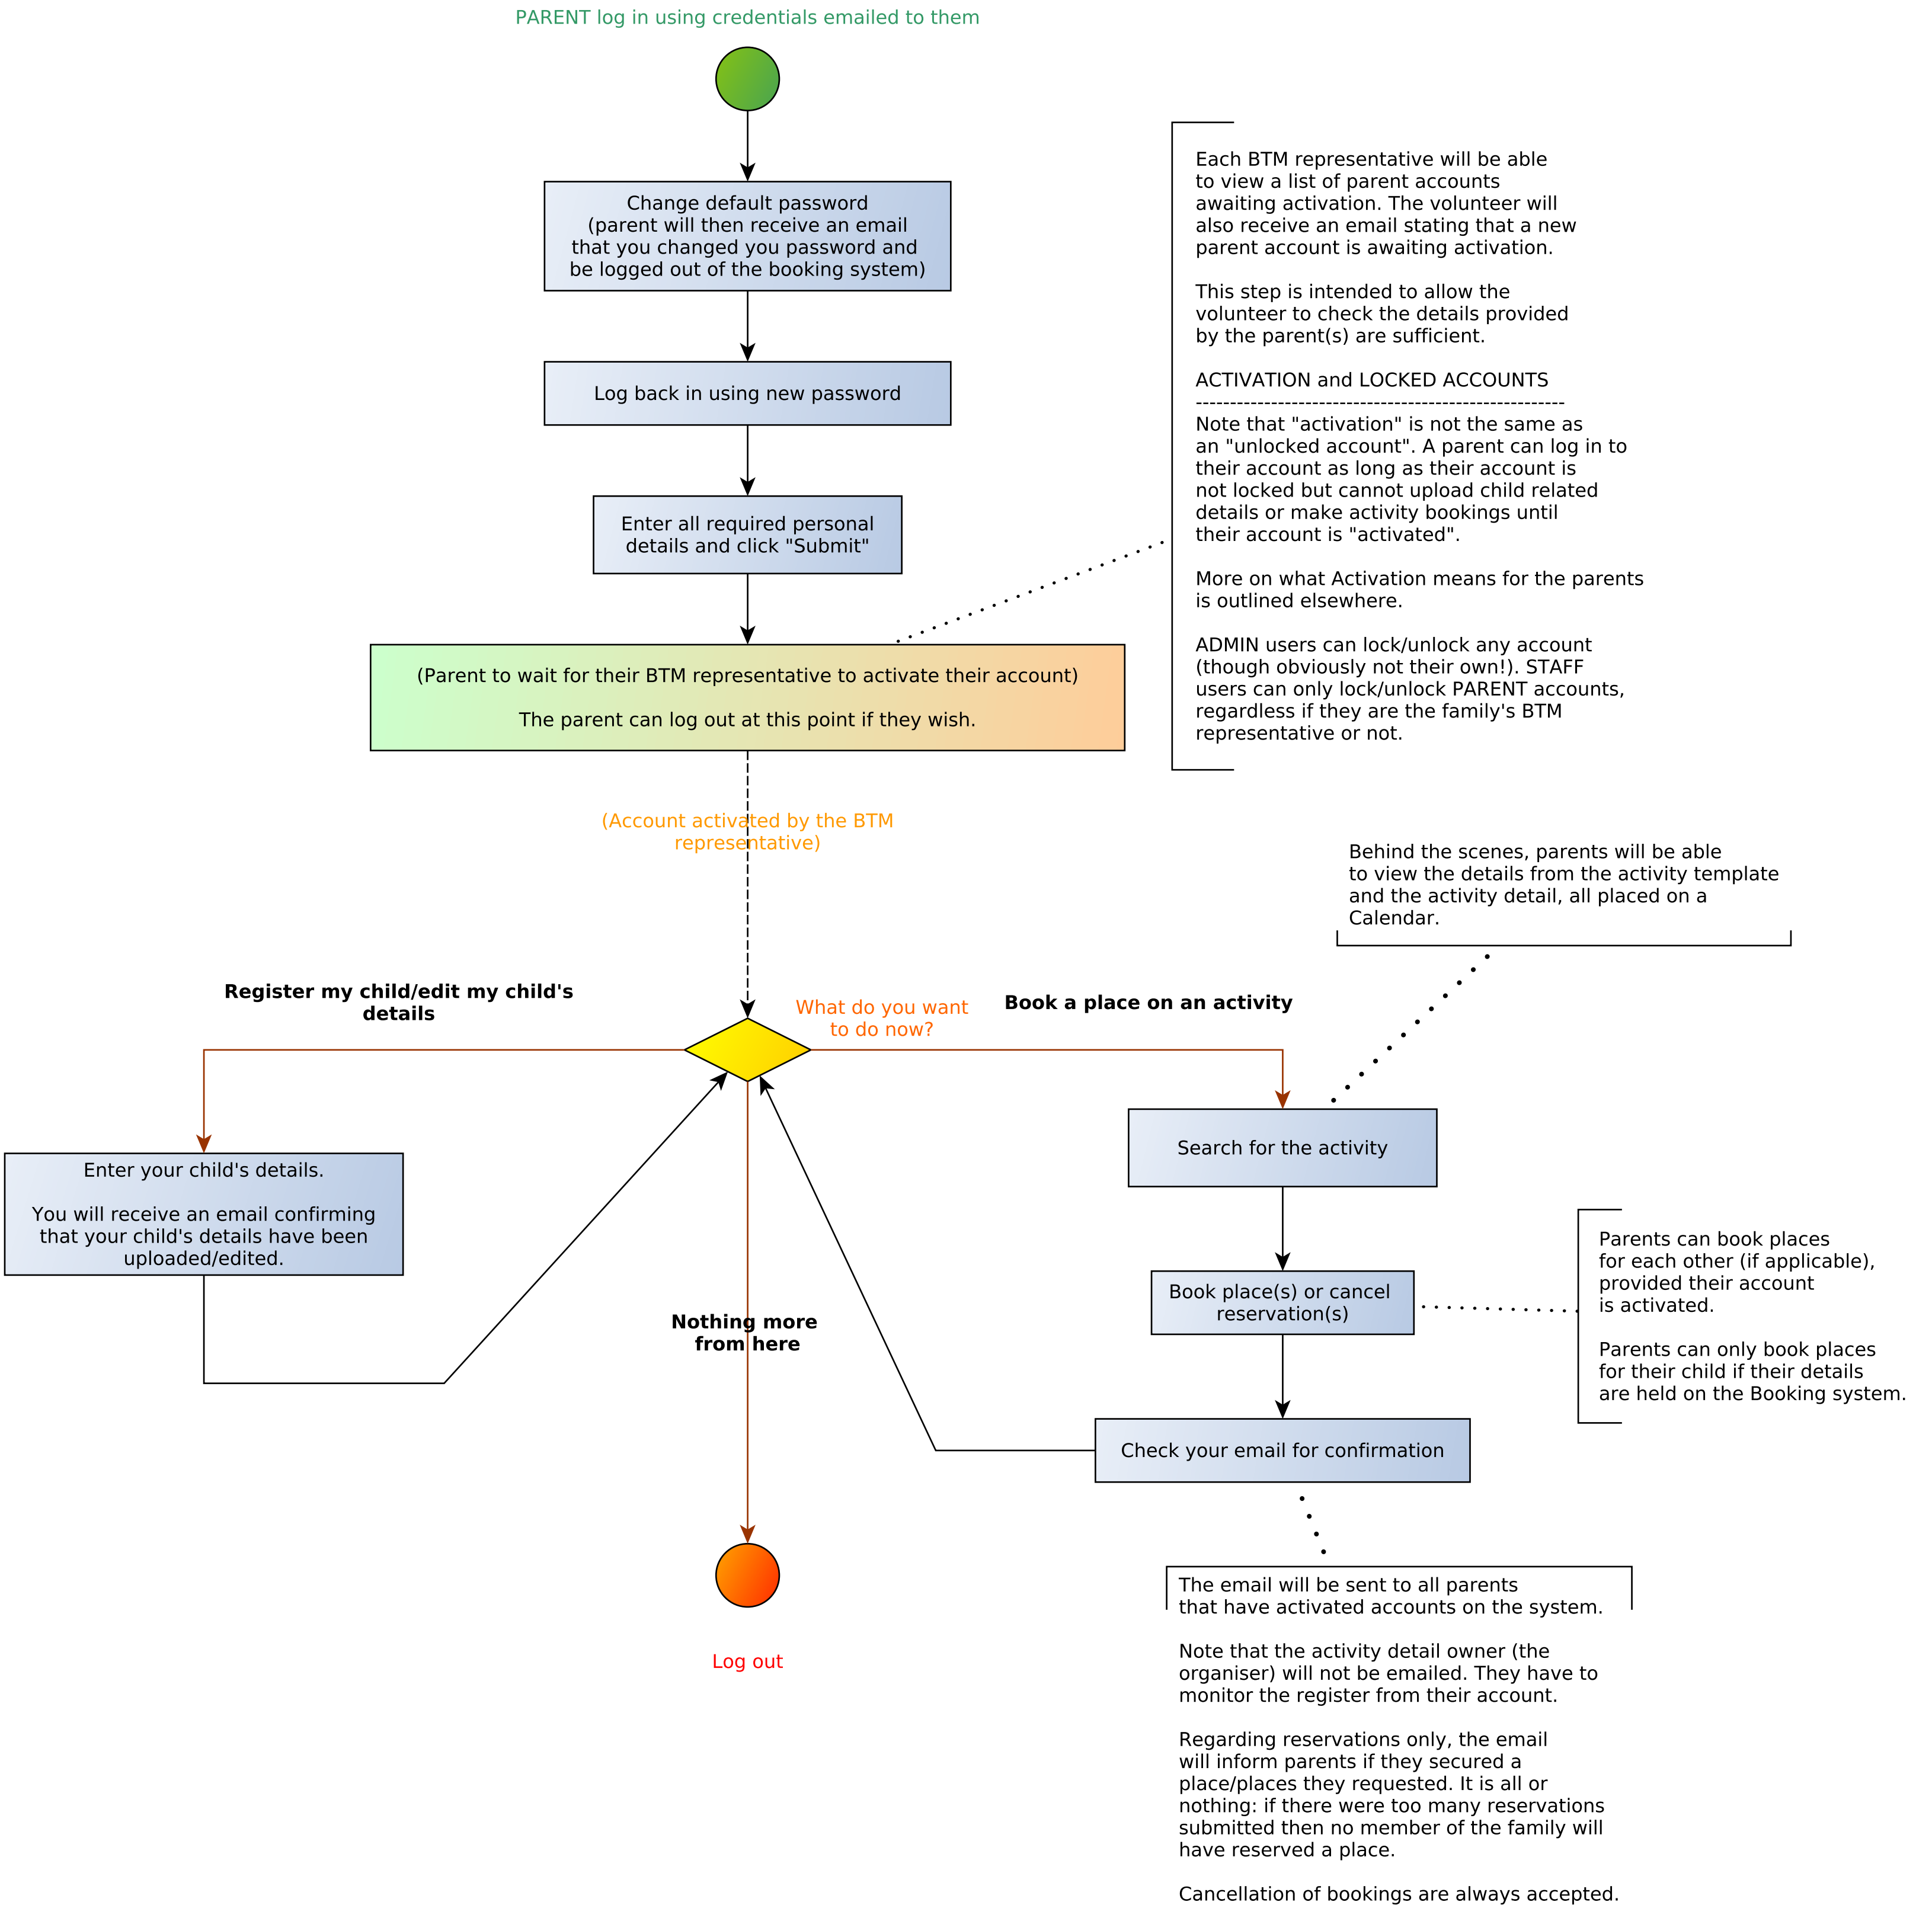 PARENT log in using credentials emailed to them
Change default password
(parent will then receive an email
that you changed you password and
be logged out of the booking system)
Log back in using new password
Enter all required personal
details and click "Submit"
(Parent to wait for their BTM representative to activate their account)
The parent can log out at this point if they wish.
Each BTM representative will be able
to view a list of parent accounts
awaiting activation. The volunteer will
also receive an email stating that a new
parent account is awaiting activation.
This step is intended to allow the
volunteer to check the details provided
by the parent(s) are sufficient.
ACTIVATION and LOCKED ACCOUNTS
------------------------------------------------------
Note that "activation" is not the same as
an "unlocked account". A parent can log in to
their account as long as their account is
not locked but cannot upload child related
details or make activity bookings until
their account is "activated".
More on what Activation means for the parents
is outlined elsewhere.
ADMIN users can lock/unlock any account
(though obviously not their own!). STAFF
users can only lock/unlock PARENT accounts,
regardless if they are the family's BTM
representative or not.
(Account activated by the BTM
representative)
Behind the scenes, parents will be able
to view the details from the activity template
and the activity detail, all placed on a
Calendar.
Register my child/edit my child's
details
What do you want
to do now?
Book a place on an activity
Enter your child's details.
You will receive an email confirming
that your child's details have been
uploaded/edited.
Search for the activity
Book place(s) or cancel
reservation(s)
Parents can book places
for each other (if applicable),
provided their account
is activated.
Parents can only book places
for their child if their details
are held on the Booking system.
Nothing more
from here
Check your email for confirmation
Log out
The email will be sent to all parents
that have activated accounts on the system.
Note that the activity detail owner (the
organiser) will not be emailed. They have to
monitor the register from their account.
Regarding reservations only, the email
will inform parents if they secured a
place/places they requested. It is all or
nothing: if there were too many reservations
submitted then no member of the family will
have reserved a place.
Cancellation of bookings are always accepted.